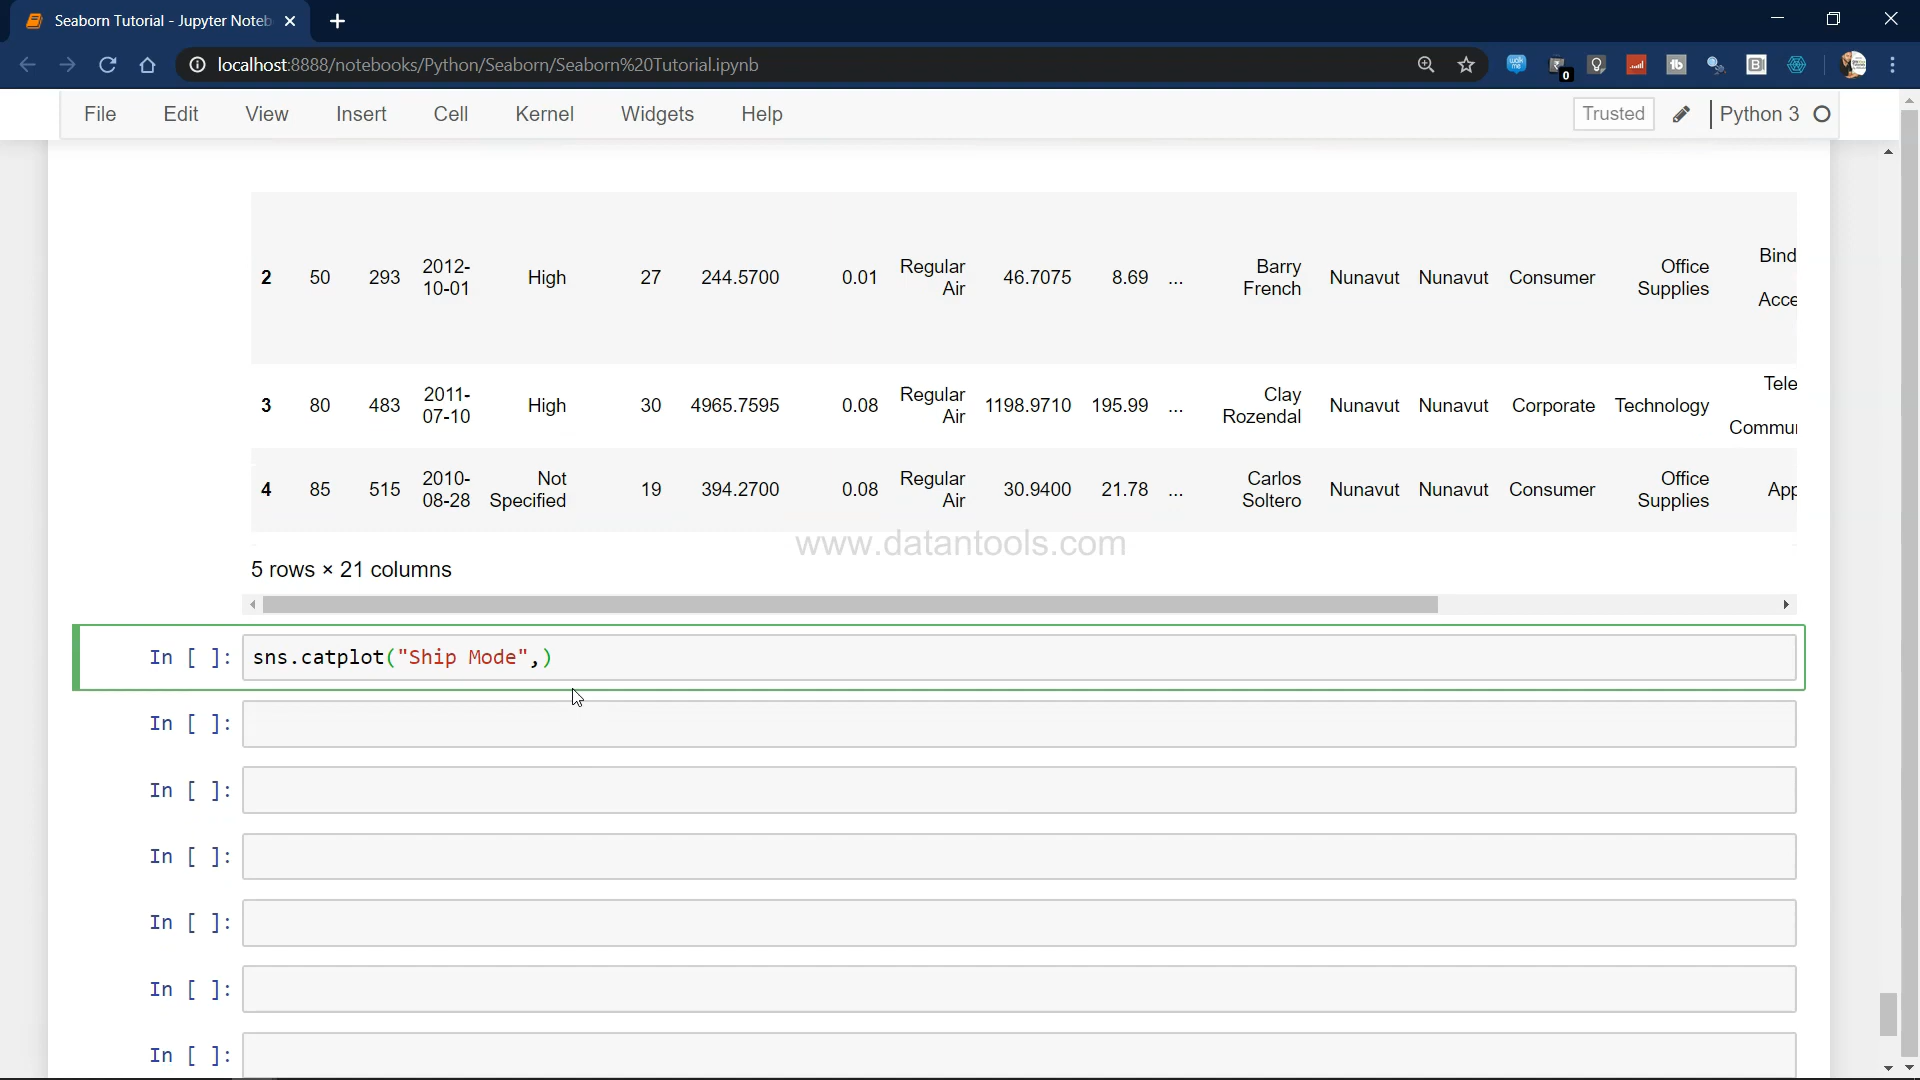 Seaborn Tutorial - Jupyter Noteb
localhost:8888/notebooks/Python/Seaborn/Seaborn%20Tutorial.ipynb
0
File Edit View Insert Cell Kernel Widgets Help Trusted Python 3
2 50 293 2012-10-01 High 27 244.5700 0.01 Regular Air 46.7075 8.69 ... Barry French Nunavut Nunavut Consumer Office Supplies Bind Acce
3 80 483 2011-07-10 High 30 4965.7595 0.08 Regular Air 1198.9710 195.99 ... Clay Rozendal Nunavut Nunavut Corporate Technology Tele Commu
4 85 515 2010-08-28 Not Specified 19 394.2700 0.08 Regular Air 30.9400 21.78 ... Carlos Soltero Nunavut Nunavut Consumer Office Supplies App
www.datantools.com
5 rows × 21 columns
In [ ]: sns.catplot("Ship Mode",)
In [ ]:
In [ ]:
In [ ]:
In [ ]:
In [ ]:
In [ ]: